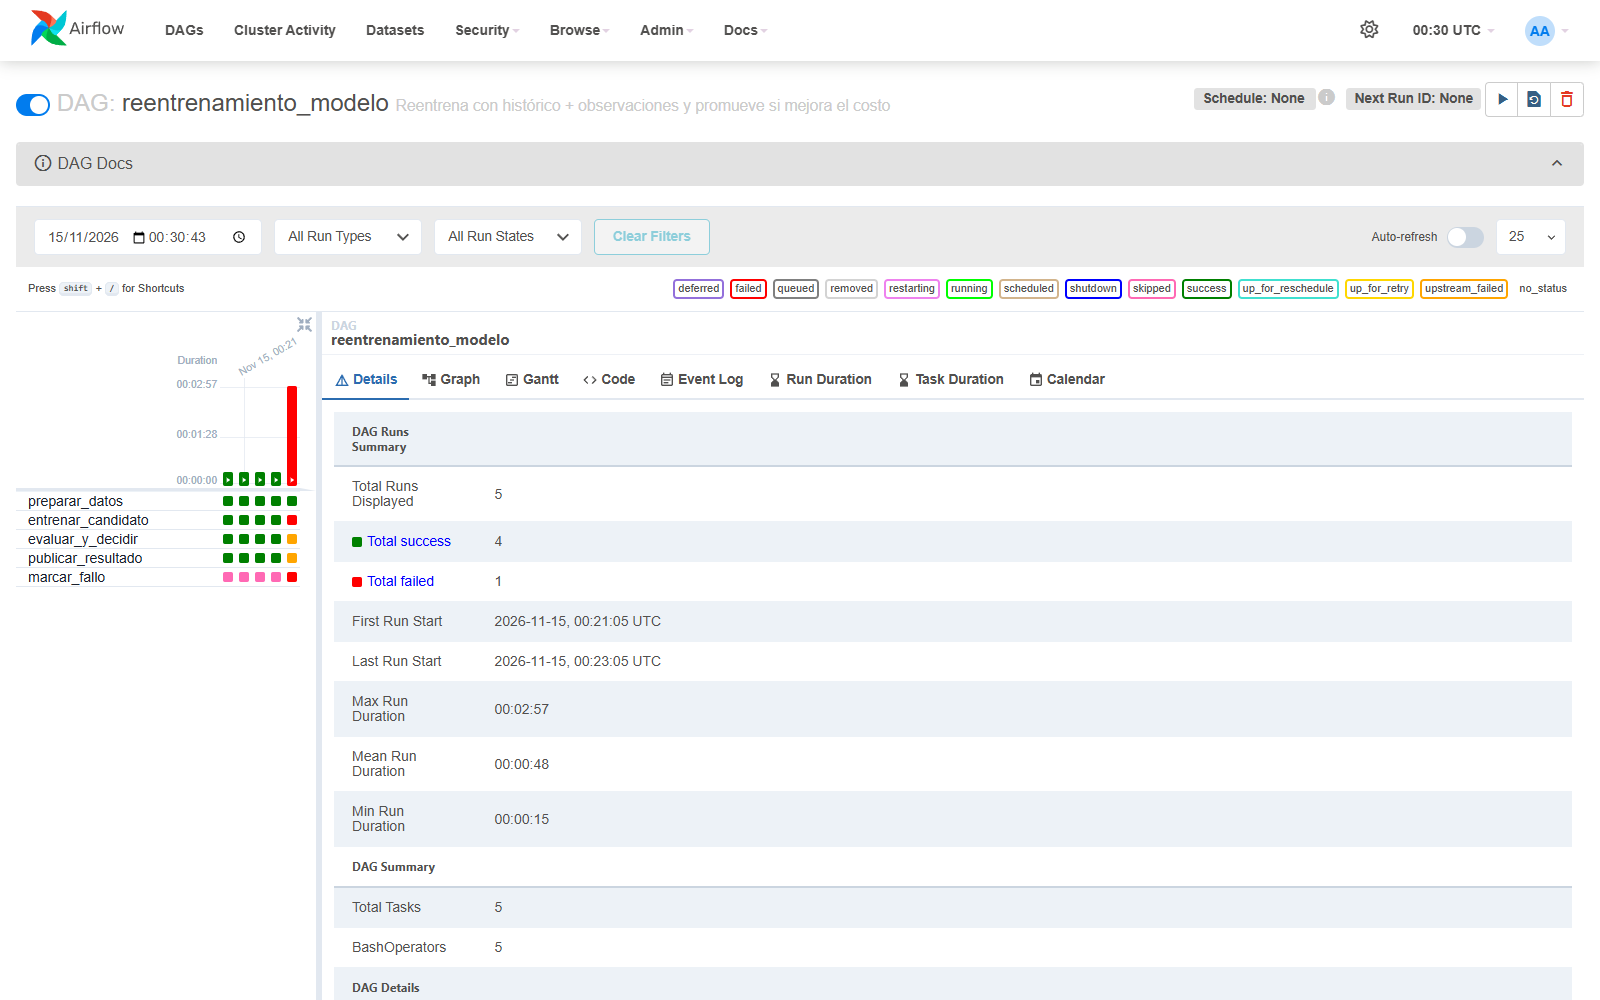 Airflow
DAGs
Cluster Activity
Datasets
Security
Browse
Admin
Docs
00:30 UTC
AA
DAG: reentrenamiento_modelo Reentrena con histórico + observaciones y promueve si mejora el costo
Schedule: None
i
Next Run ID: None
DAG Docs
15/11/2026 00:30:43
All Run Types
All Run States
Clear Filters
Auto-refresh
25
Press shift + / for Shortcuts
deferred
failed
queued
removed
restarting
running
scheduled
shutdown
skipped
success
up_for_reschedule
up_for_retry
upstream_failed
no_status
Nov 15, 00:21
Duration
00:02:57
00:01:28
00:00:00
preparar_datos
entrenar_candidato
evaluar_y_decidir
publicar_resultado
marcar_fallo
DAG
reentrenamiento_modelo
Details
Graph
Gantt
Code
Event Log
Run Duration
Task Duration
Calendar
DAG Runs
Summary
Total Runs
Displayed
5
Total success
4
Total failed
1
First Run Start
2026-11-15, 00:21:05 UTC
Last Run Start
2026-11-15, 00:23:05 UTC
Max Run
Duration
00:02:57
Mean Run
Duration
00:00:48
Min Run
Duration
00:00:15
DAG Summary
Total Tasks
5
BashOperators
5
DAG Details